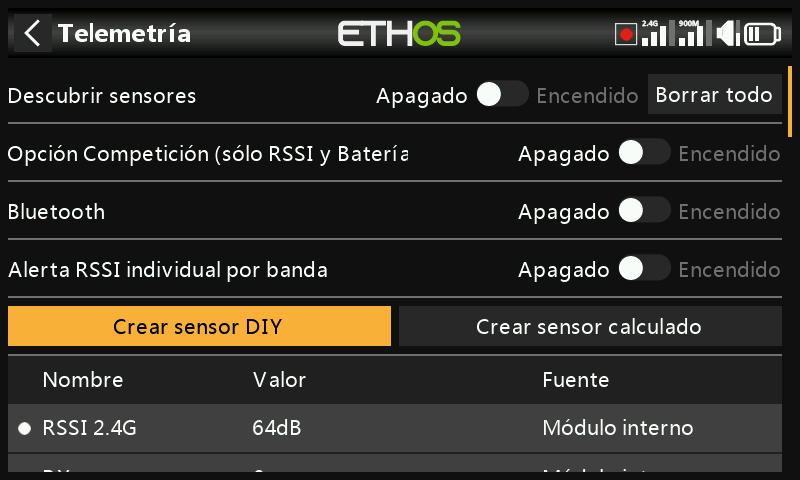 Telemetría ETHOS 2.4G 900M
Descubrir sensores Apagado Encendido Borrar todo
Opción Competición (sólo RSSI y Batería Apagado Encendido
Bluetooth Apagado Encendido
Alerta RSSI individual por banda Apagado Encendido
Crear sensor DIY Crear sensor calculado
Nombre Valor Fuente
RSSI 2.4G 64dB Módulo interno